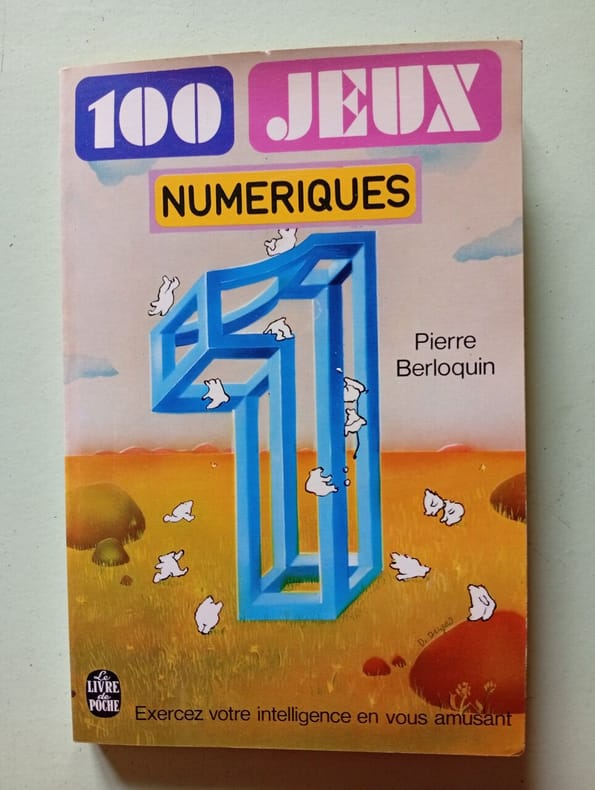 100 JEUX
NUMERIQUES
Pierre
Berloquin
Le
LIVRE
de
POCHE
Exercez votre intelligence en vous amusant